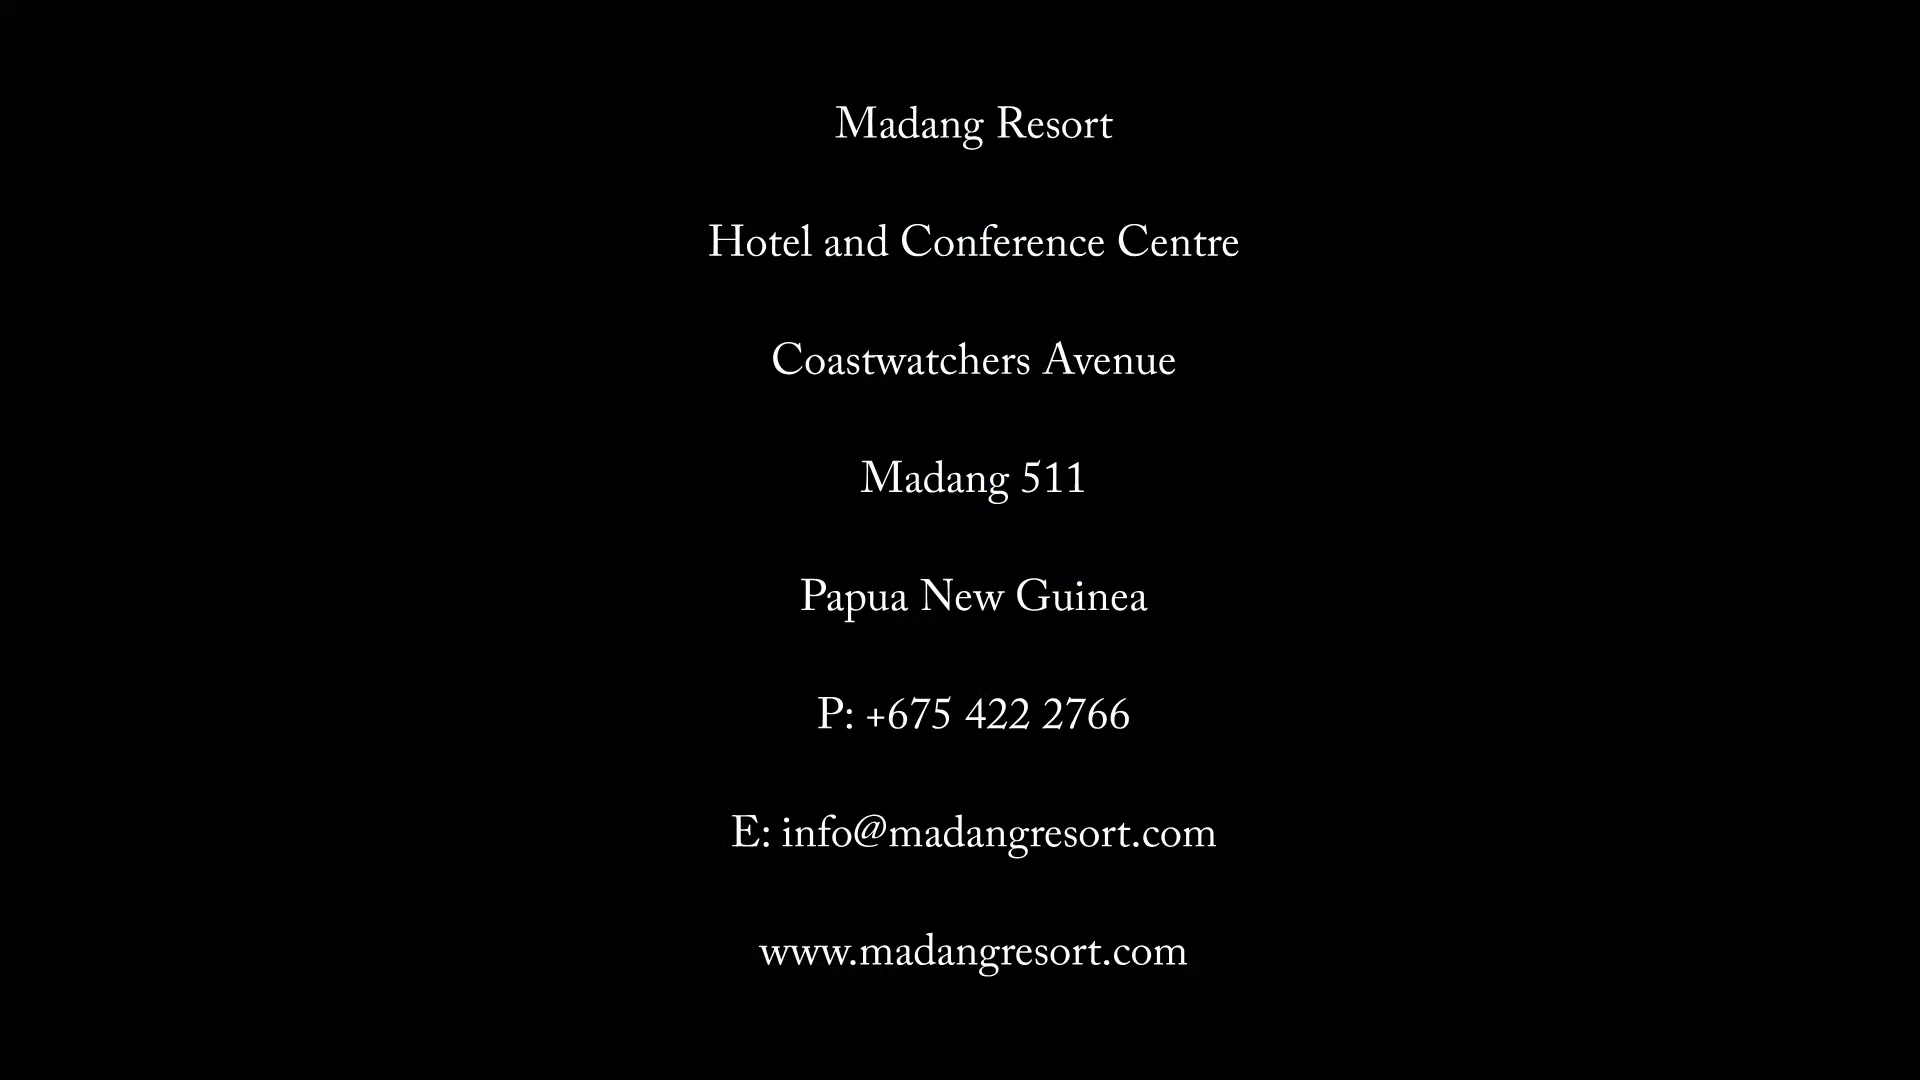 Madang Resort
Hotel and Conference Centre
Coastwatchers Avenue
Madang 511
Papua New Guinea
P: +675 422 2766
E: info@madangresort.com
www.madangresort.com